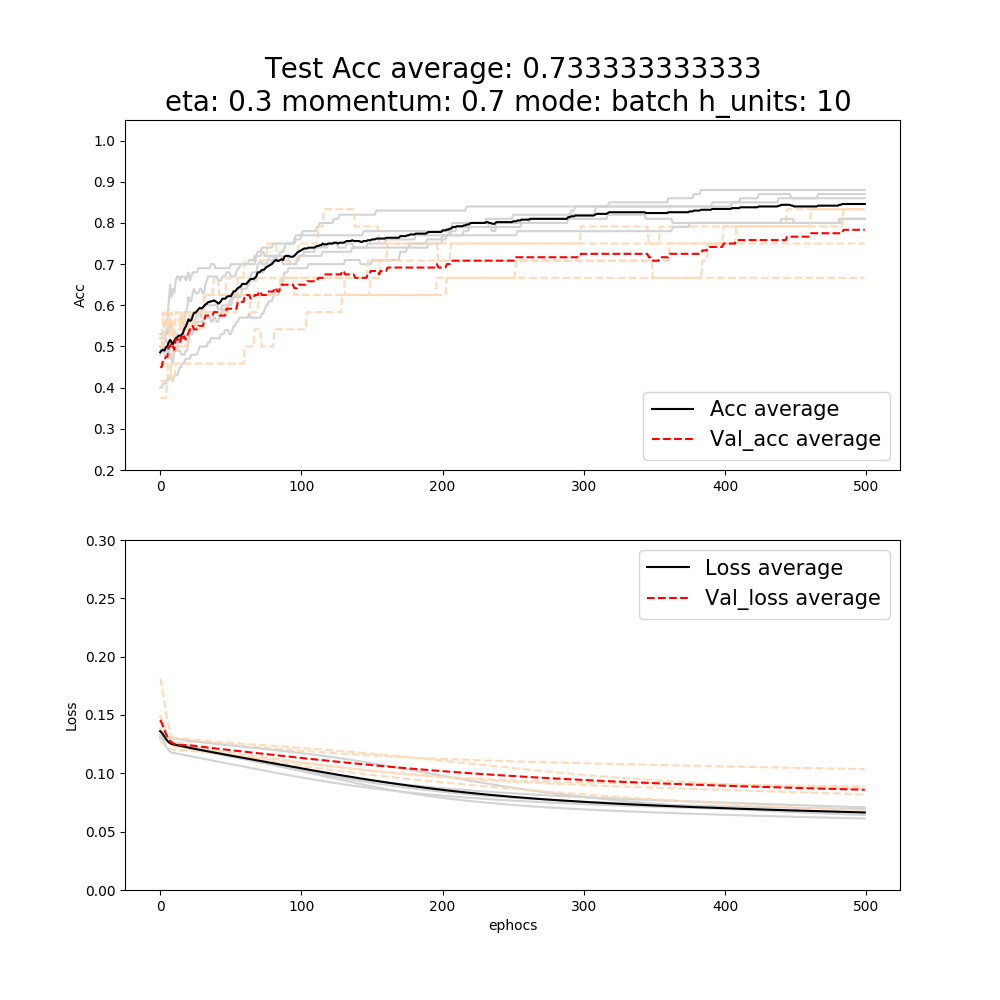 Test Acc average: 0.733333333333
eta: 0.3 momentum: 0.7 mode: batch h_units: 10
1.0
0.9
0.8
0.7
0.6
0.5
0.4
0.3
0.2
Acc
Acc average
Val_acc average
0 100 200 300 400 500
0.30
0.25
0.20
0.15
0.10
0.05
0.00
Loss
Loss average
Val_loss average
0 100 200 300 400 500
ephocs